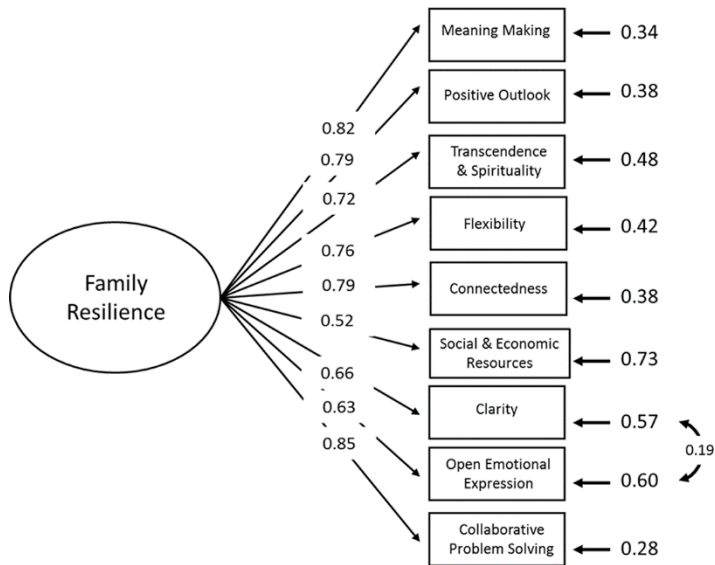 Meaning Making
0.34
Positive Outlook
0.38
0.82
0.79
Transcendence
& Spirituality
0.48
0.72
Flexibility
0.42
0.76
Family
Resilience
0.79
Connectedness
0.38
0.52
Social & Economic
Resources
0.73
0.66
Clarity
0.57
0.63
0.19
0.85
Open Emotional
Expression
0.60
Collaborative
Problem Solving
0.28